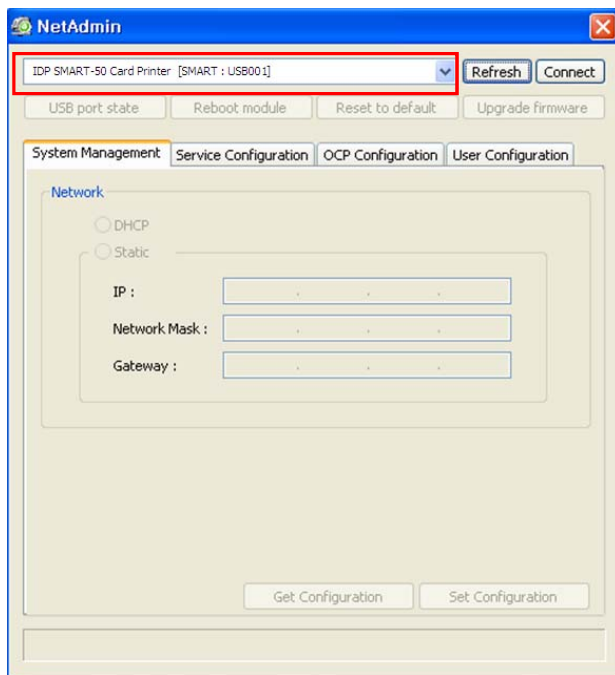 NetAdmin
IDP SMART-50 Card Printer [SMART : USB001] Refresh Connect
USB port state Reboot module Reset to default Upgrade firmware
System Management Service Configuration OCP Configuration User Configuration
Network
DHCP
Static
IP :
Network Mask :
Gateway :
Get Configuration Set Configuration